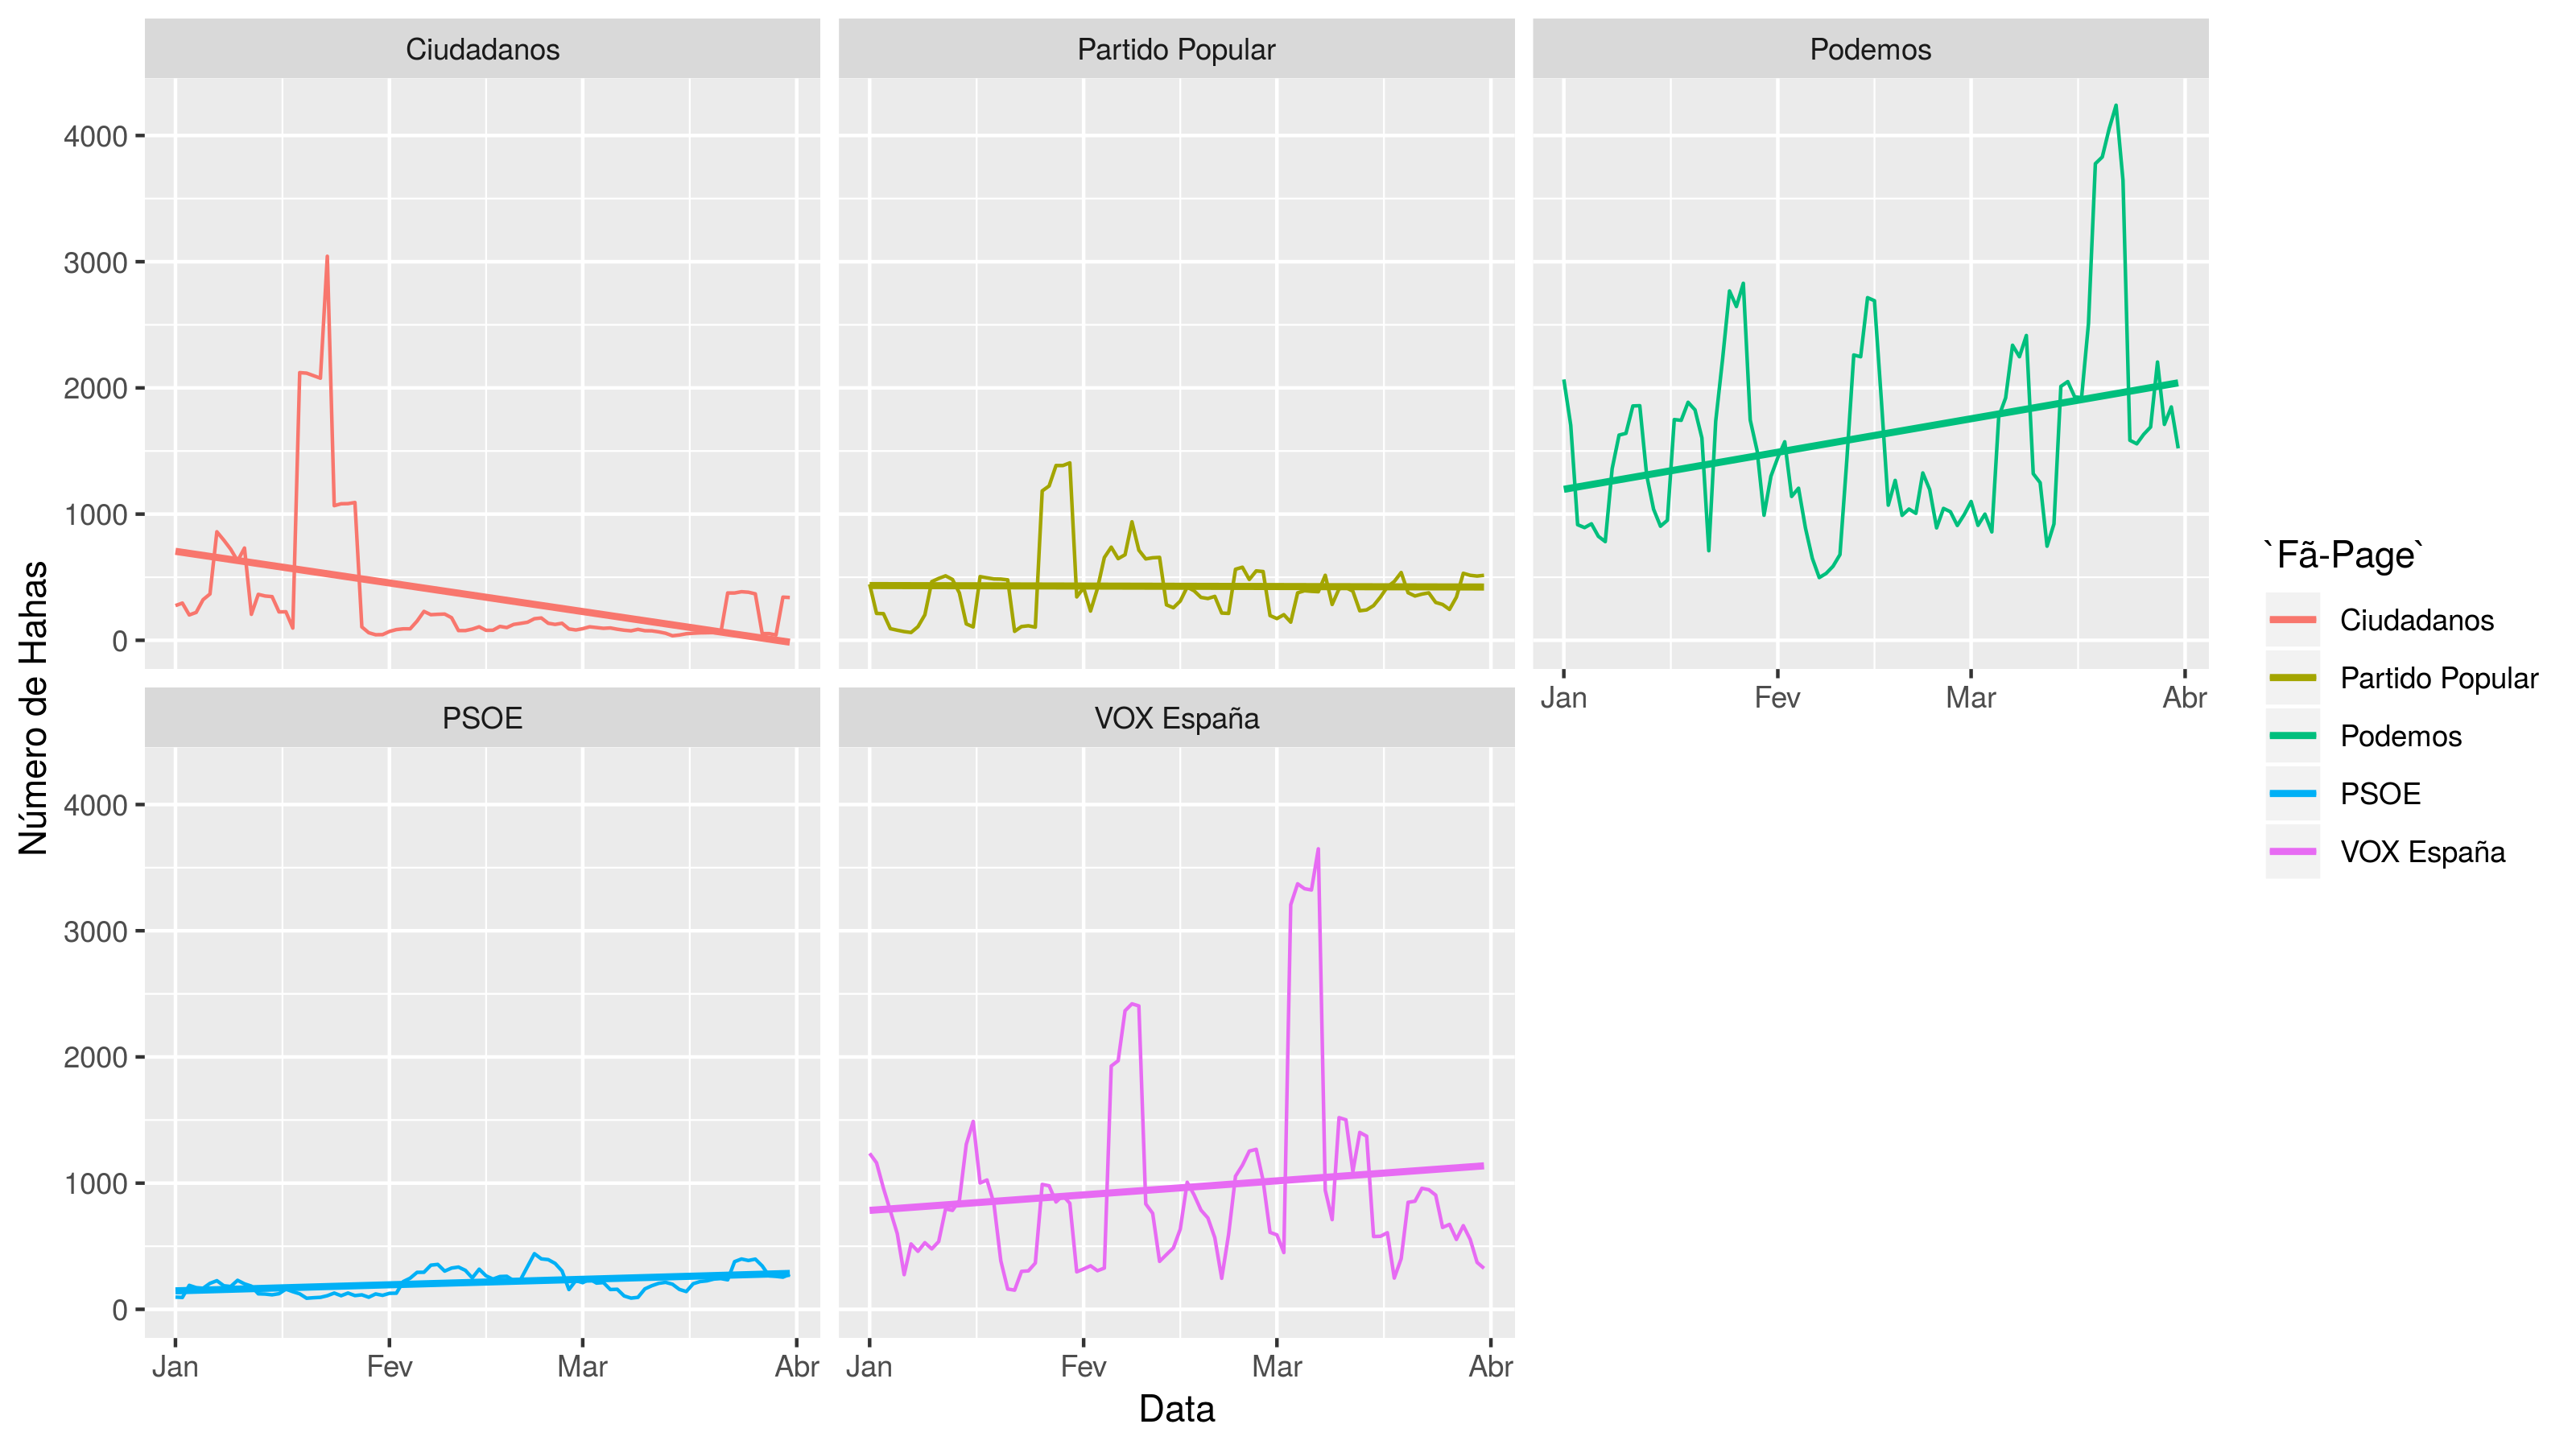 Ciudadanos
Partido Popular
Podemos
4000
3000
2000
1000
0
Jan Fev Mar Abr
PSOE
VOX España
4000
3000
2000
1000
0
Jan Fev Mar Abr
Jan Fev Mar Abr
Data
Número de Hahas
`Fã-Page`
Ciudadanos
Partido Popular
Podemos
PSOE
VOX España